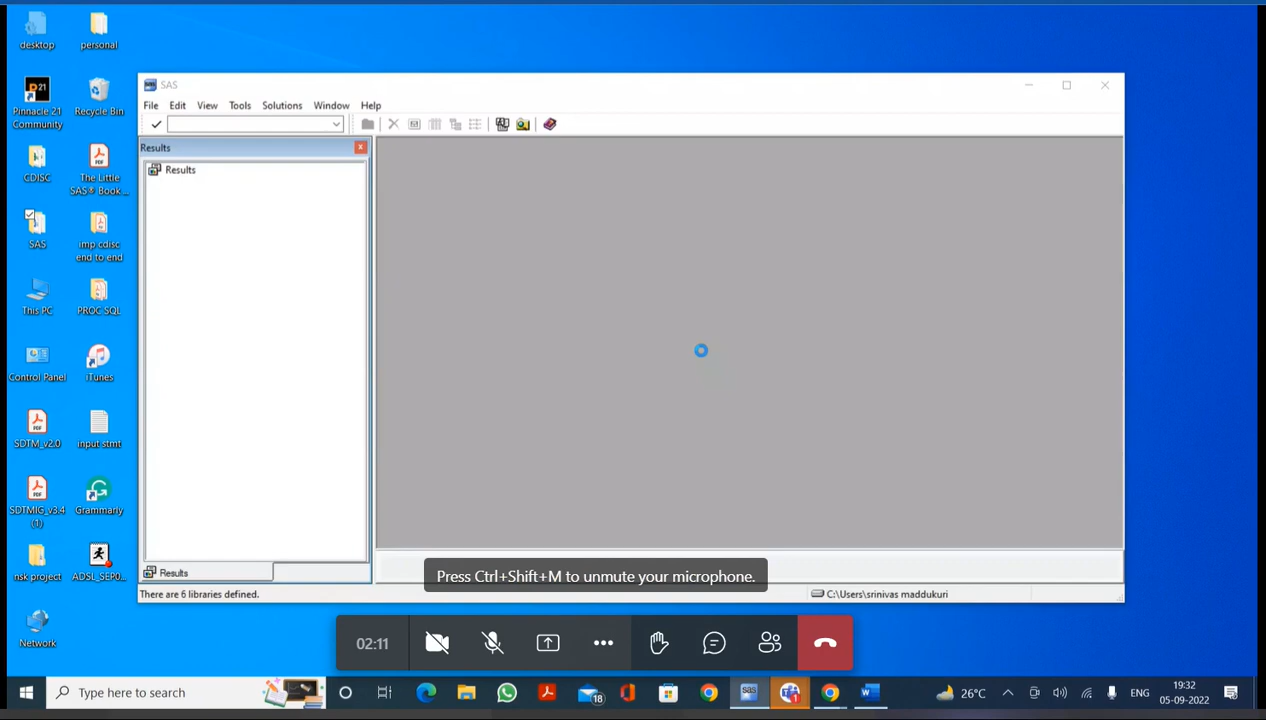 desktop
personal
Pinnacle 21
Community
Recycle Bin
CDISC
The Little
SAS® Book ...
SAS
imp cdisc
end to end
This PC
PROC SQL
Control Panel
iTunes
SDTM_v2.0
input stmt
SDTMIG_v3.4
(1)
Grammarly
nsk project
ADSL_SEP0...
Network
SAS
File Edit View Tools Solutions Window Help
Results
Results
Results
There are 6 libraries defined.
C:\Users\srinivas maddukuri
Press Ctrl+Shift+M to unmute your microphone.
02:11
Type here to search
18
SAS
26°C
ENG
19:32
05-09-2022